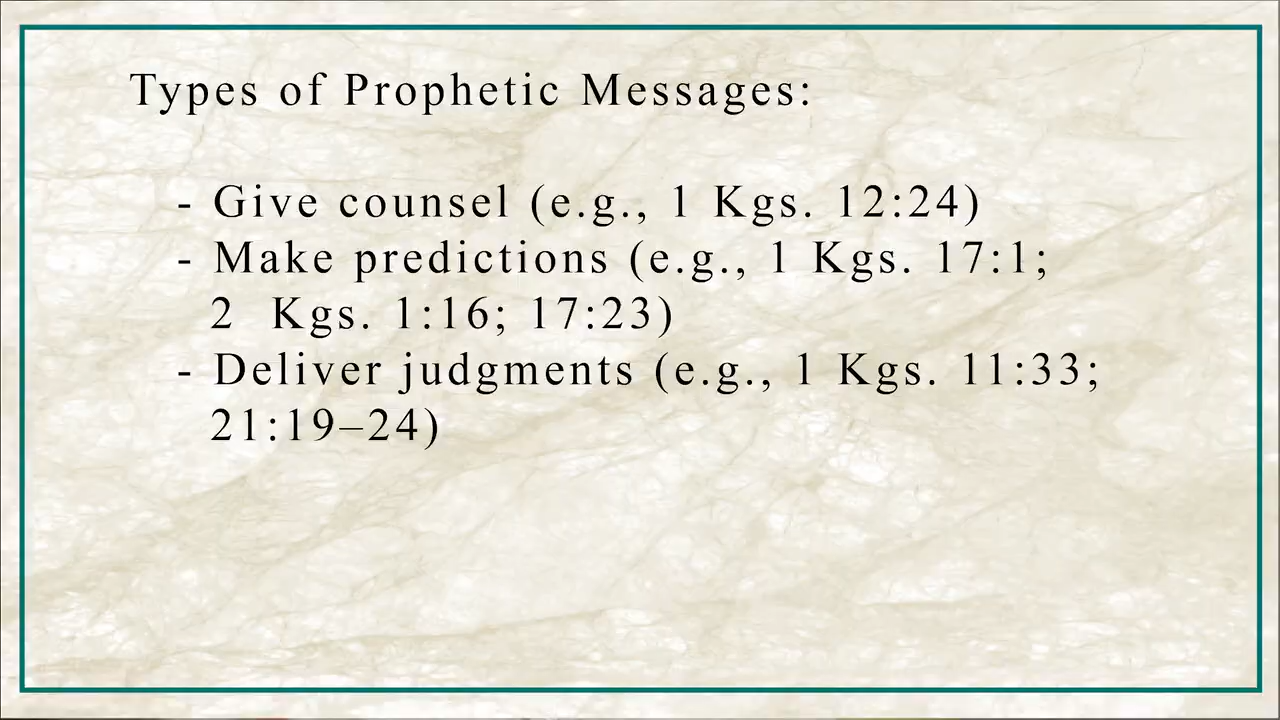 Types of Prophetic Messages:
- Give counsel (e.g., 1 Kgs. 12:24)
- Make predictions (e.g., 1 Kgs. 17:1;
2  Kgs. 1:16; 17:23)
- Deliver judgments (e.g., 1 Kgs. 11:33;
21:19–24)